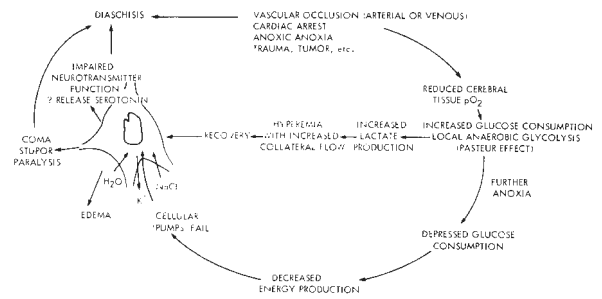 DIASCHISIS
VASCULAR OCCLUSION (ARTERIAL OR VENOUS)
CARDIAC ARREST
ANOXIC ANOXIA
TRAUMA, TUMOR, etc.
IMPAIRED
NEUROTRANSMITTER
FUNCTION
? RELEASE SEROTONIN
REDUCED CEREBRAL
TISSUE pO2
COMA
STUPOR
PARALYSIS
RECOVERY
HYPEREMIA
WITH INCREASED
COLLATERAL FLOW
INCREASED
LACTATE
PRODUCTION
INCREASED GLUCOSE CONSUMPTION
LOCAL ANAEROBIC GLYCOLYSIS
(PASTEUR EFFECT)
H2O
K+
NaCl
FURTHER
ANOXIA
EDEMA
CELLULAR
PUMPS FAIL
DEPRESSED GLUCOSE
CONSUMPTION
DECREASED
ENERGY PRODUCTION